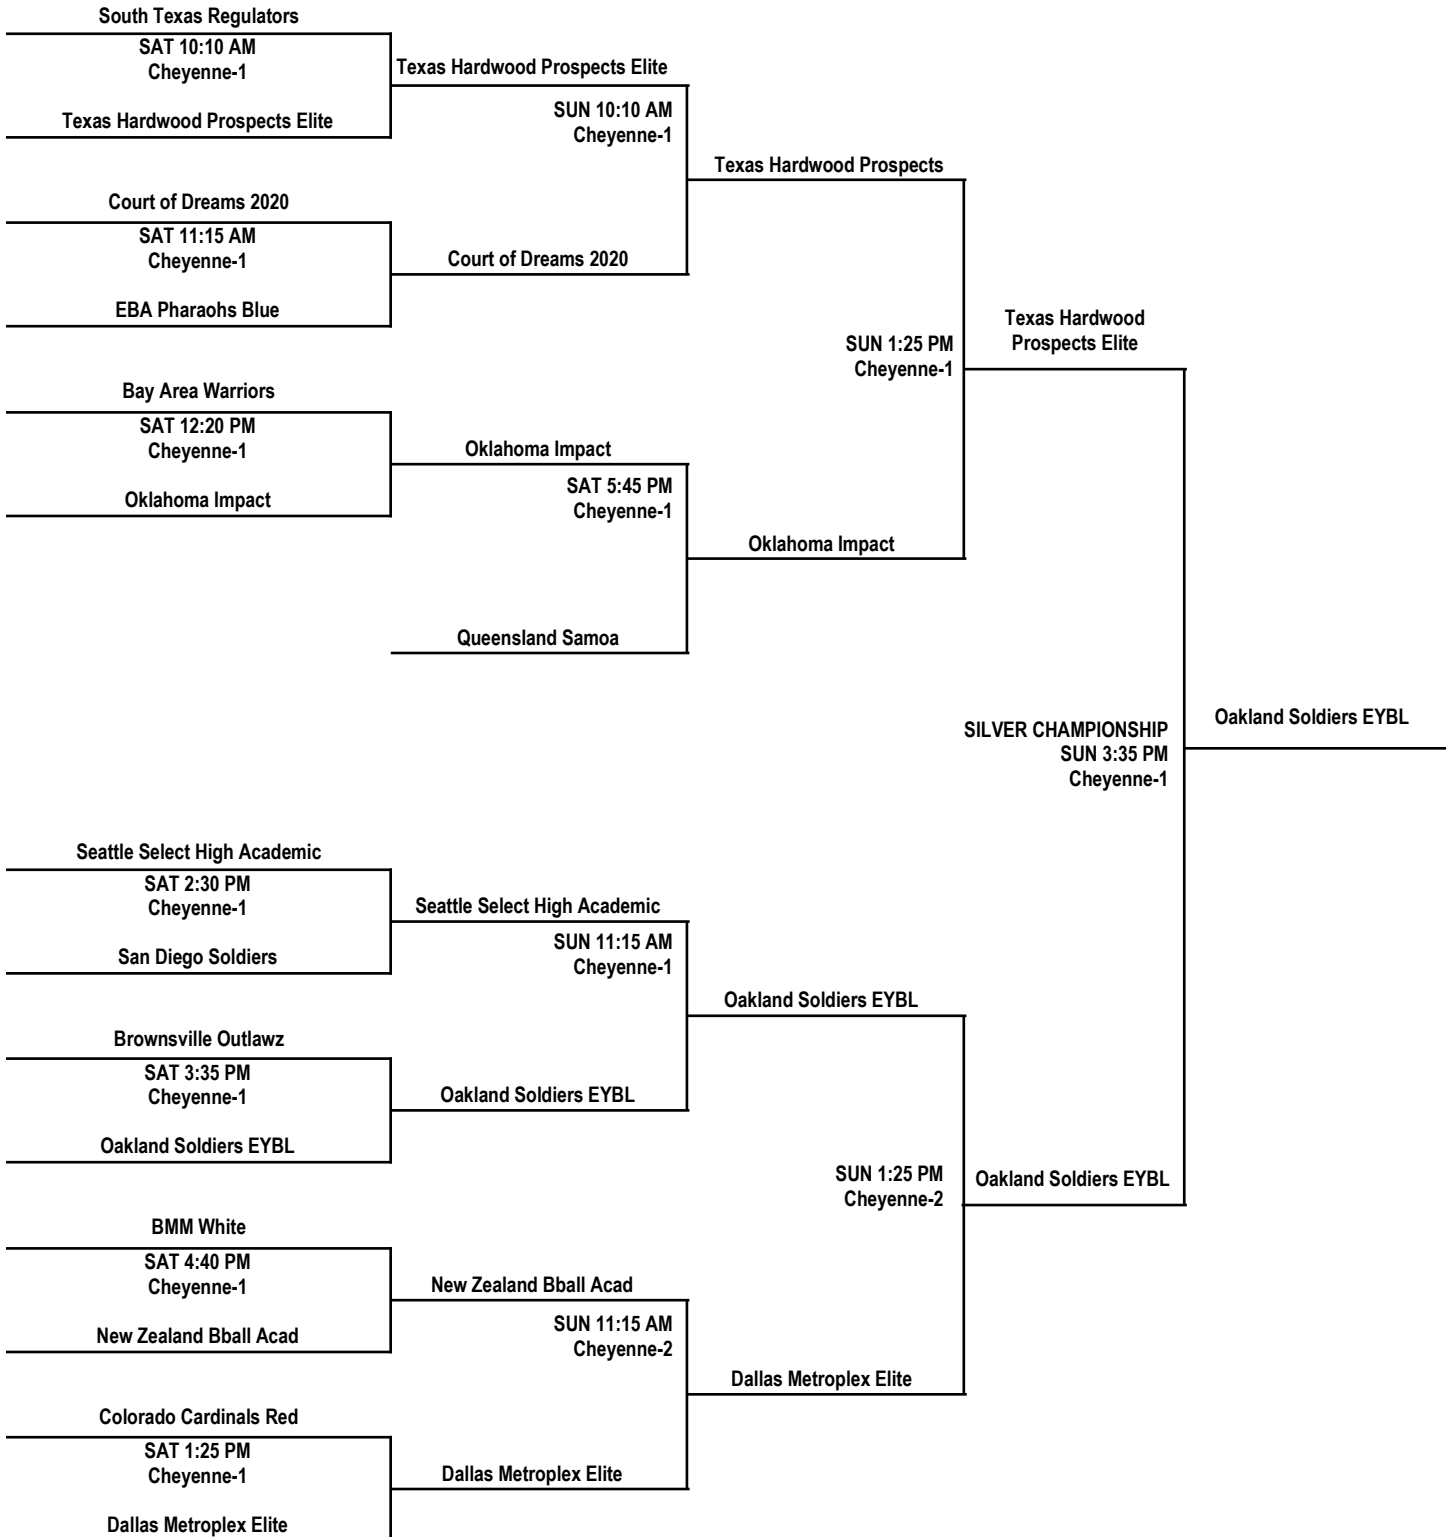 South Texas Regulators
SAT 10:10 AM
Cheyenne-1
Texas Hardwood Prospects Elite
Texas Hardwood Prospects Elite
SUN 10:10 AM
Cheyenne-1
Texas Hardwood Prospects
Court of Dreams 2020
SAT 11:15 AM
Cheyenne-1
Court of Dreams 2020
EBA Pharaohs Blue
Texas Hardwood
Prospects Elite
SUN 1:25 PM
Cheyenne-1
Bay Area Warriors
SAT 12:20 PM
Cheyenne-1
Oklahoma Impact
Oklahoma Impact
SAT 5:45 PM
Cheyenne-1
Oklahoma Impact
Queensland Samoa
SILVER CHAMPIONSHIP
SUN 3:35 PM
Cheyenne-1
Oakland Soldiers EYBL
Seattle Select High Academic
SAT 2:30 PM
Cheyenne-1
Seattle Select High Academic
San Diego Soldiers
SUN 11:15 AM
Cheyenne-1
Oakland Soldiers EYBL
Brownsville Outlawz
SAT 3:35 PM
Cheyenne-1
Oakland Soldiers EYBL
Oakland Soldiers EYBL
SUN 1:25 PM
Cheyenne-2
Oakland Soldiers EYBL
BMM White
SAT 4:40 PM
Cheyenne-1
New Zealand Bball Acad
New Zealand Bball Acad
SUN 11:15 AM
Cheyenne-2
Dallas Metroplex Elite
Colorado Cardinals Red
SAT 1:25 PM
Cheyenne-1
Dallas Metroplex Elite
Dallas Metroplex Elite